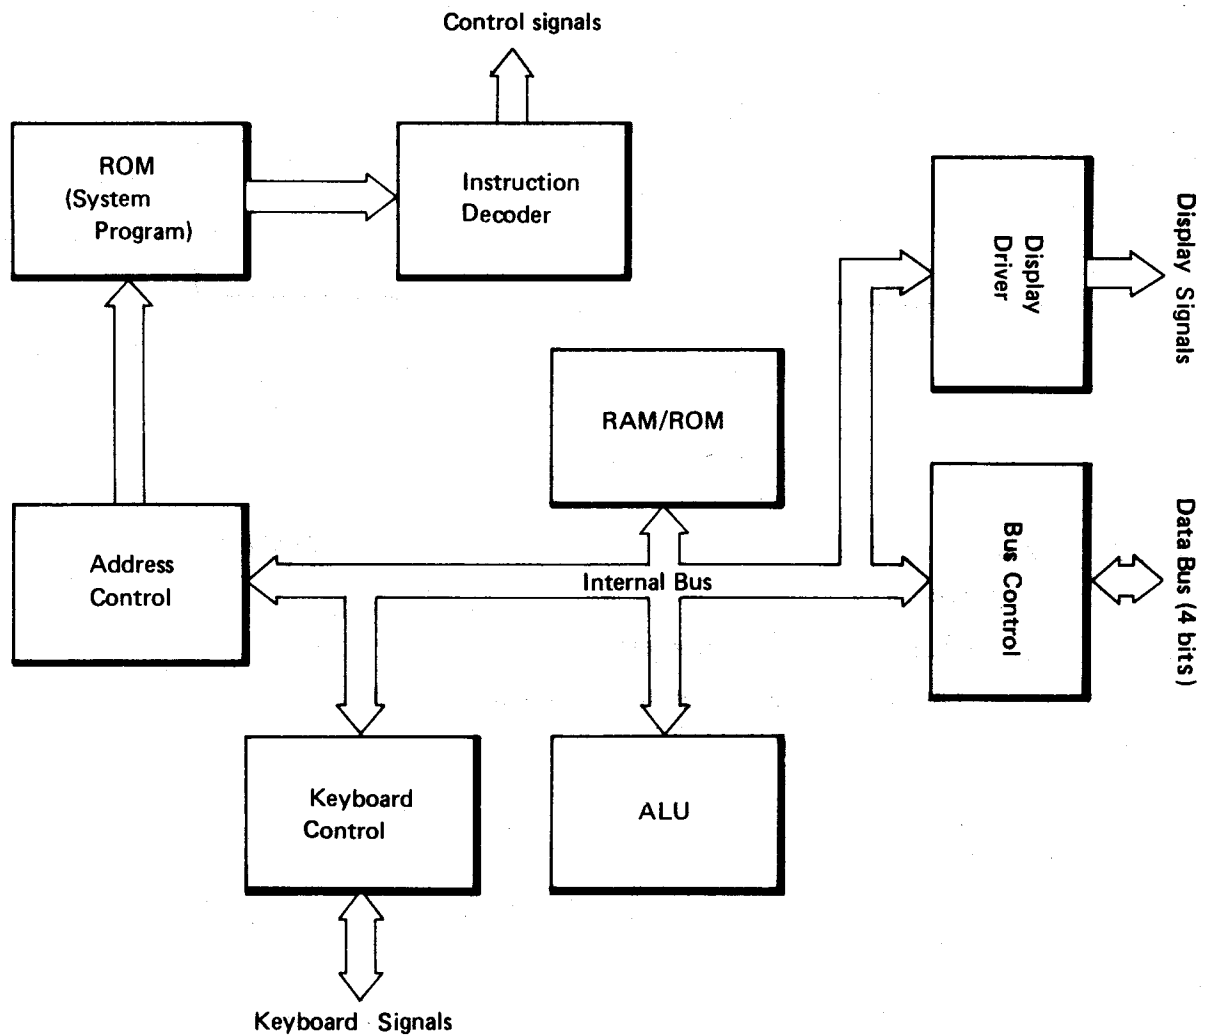 Control signals
ROM
(System
Program)
Instruction
Decoder
Display
Driver
Display Signals
RAM/ROM
Address
Control
Internal Bus
Bus Control
Data Bus (4 bits)
Keyboard
Control
ALU
Keyboard Signals